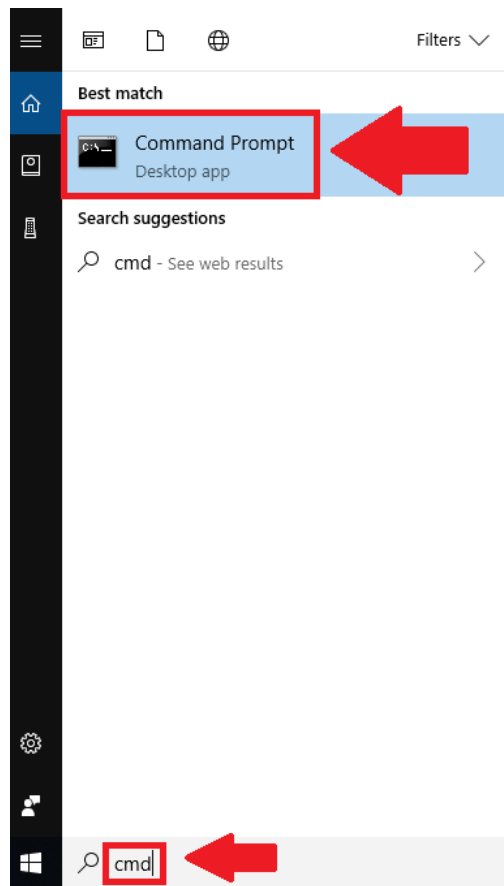 Filters
Best match
C:\_
Command Prompt
Desktop app
Search suggestions
cmd - See web results
cmd